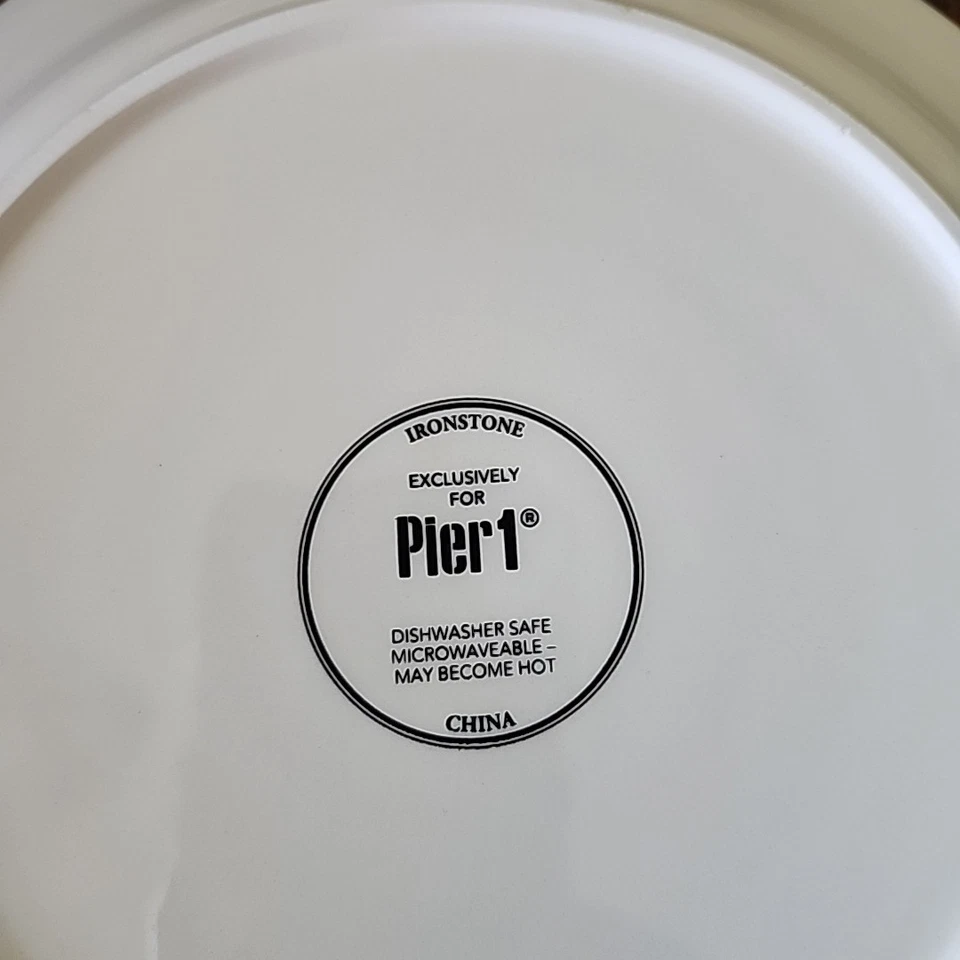 IRONSTONE
EXCLUSIVELY
FOR
Pier1®
DISHWASHER SAFE
MICROWAVEABLE –
MAY BECOME HOT
CHINA